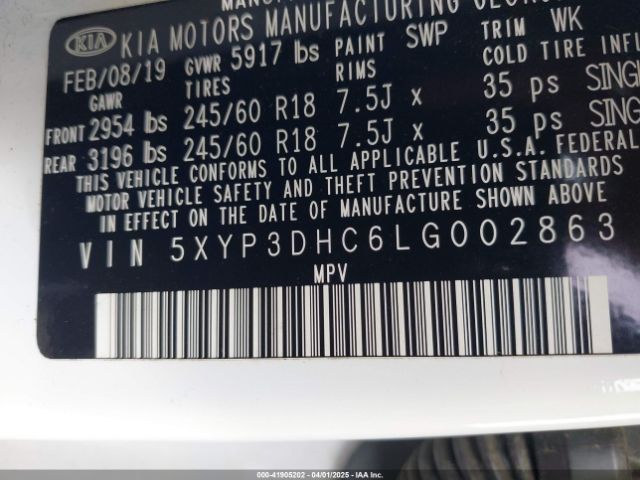 KIA KIA MOTORS MANUFACTURING
FEB/08/19 GVWR 5917 lbs PAINT SWP TRIM WK
GAWR TIRES RIMS COLD TIRE
FRONT 2954 lbs 245/60 R18 7.5J x 35 ps
REAR 3196 lbs 245/60 R18 7.5J x 35 ps
THIS VEHICLE CONFORMS TO ALL APPLICABLE U.S.A. FEDERAL
MOTOR VEHICLE SAFETY AND THEFT PREVENTION STANDARDS
IN EFFECT ON THE DATE OF MANUFACTURE SHOWN ABOVE
VIN 5XYP3DHC6LG002863
MPV
000-41905202 - 04/01/2025 - IAAI.COM